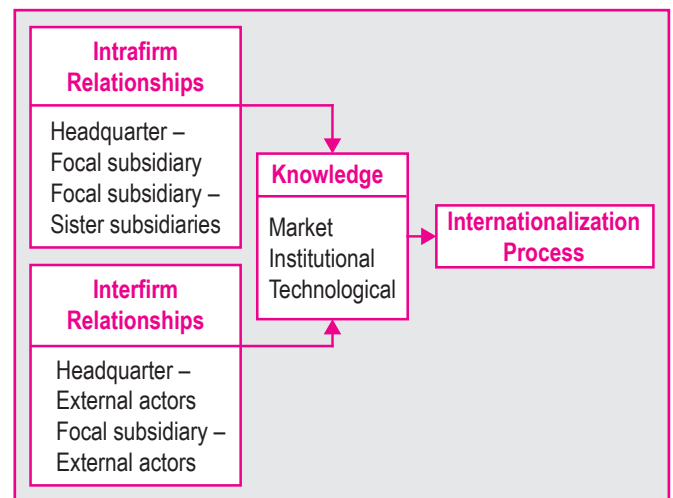 Intrafirm
Relationships
Headquarter –
Focal subsidiary
Focal subsidiary –
Sister subsidiaries
Knowledge
Market
Institutional
Technological
Internationalization
Process
Interfirm
Relationships
Headquarter –
External actors
Focal subsidiary –
External actors